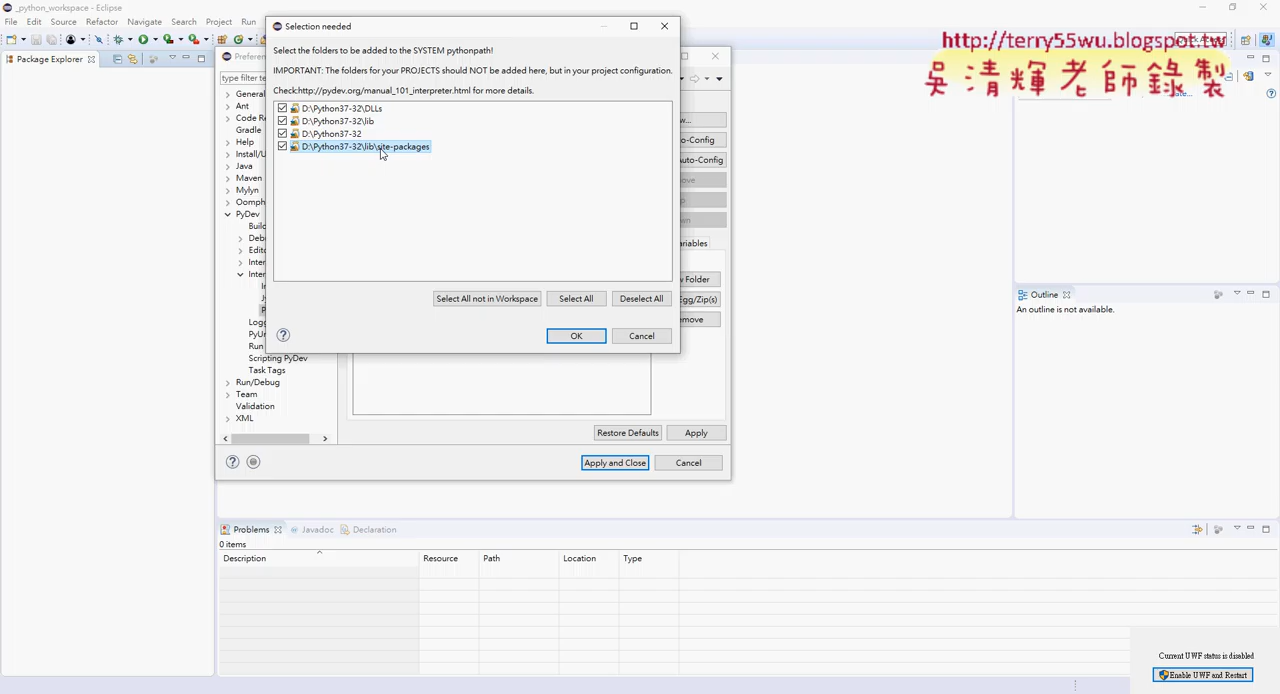 _python_workspace - Eclipse
File Edit Source Refactor Navigate Search Project Run
Package Explorer
Selection needed
Select the folders to be added to the SYSTEM pythonpath!
IMPORTANT: The folders for your PROJECTS should NOT be added here, but in your project configuration.
Check:http://pydev.org/manual_101_interpreter.html for more details.
D:\Python37-32\DLLs
D:\Python37-32\lib
D:\Python37-32
D:\Python37-32\lib\site-packages
Select All not in Workspace
Select All
Deselect All
OK
Cancel
Preferen
type filter te
General
Ant
Code Re
Gradle
Help
Install/U
Java
Maven
Mylyn
Oomph
PyDev
Build
Deb
Edito
Inter
Inter
Logg
PyUn
Run
Scripting PyDev
Task Tags
Run/Debug
Team
Validation
XML
w...
o-Config
uto-Config
ove
ariables
w Folder
Egg/Zip(s)
move
Restore Defaults
Apply
Apply and Close
Cancel
http://terry55wu.blogspot.tw
吳清輝老師錄製
Outline
An outline is not available.
Problems
Javadoc
Declaration
0 items
Description Resource Path Location Type
Current UWF status is disabled
Enable UWF and Restart